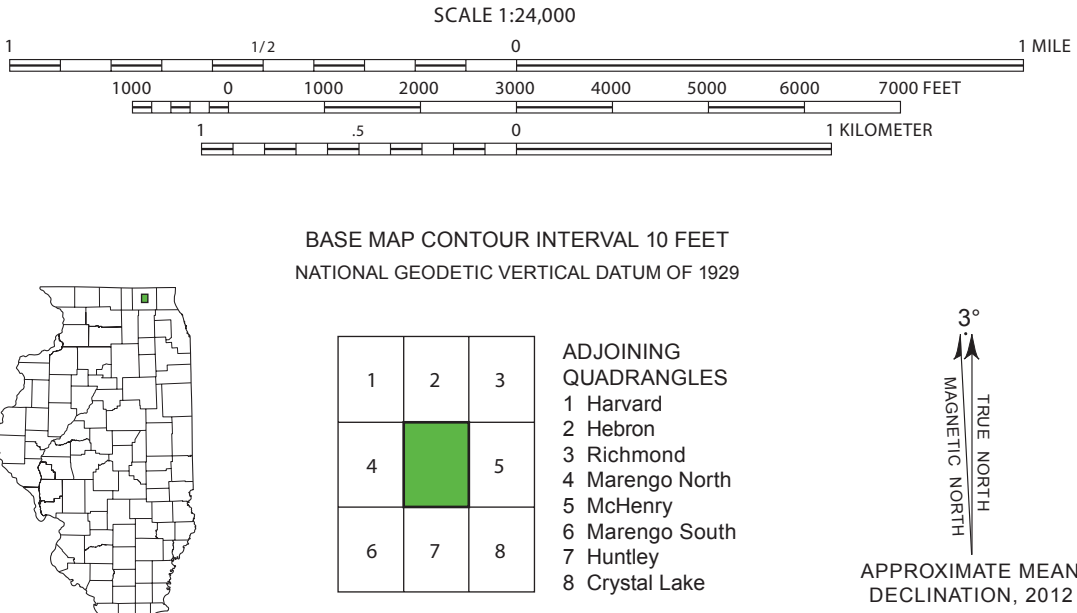 SCALE 1:24,000
1 1/2 0 1 MILE
1000 0 1000 2000 3000 4000 5000 6000 7000 FEET
1 .5 0 1 KILOMETER
BASE MAP CONTOUR INTERVAL 10 FEET
NATIONAL GEODETIC VERTICAL DATUM OF 1929
1 2 3
4 5
6 7 8
ADJOINING
QUADRANGLES
1 Harvard
2 Hebron
3 Richmond
4 Marengo North
5 McHenry
6 Marengo South
7 Huntley
8 Crystal Lake
3°
MAGNETIC NORTH
TRUE NORTH
APPROXIMATE MEAN
DECLINATION, 2012